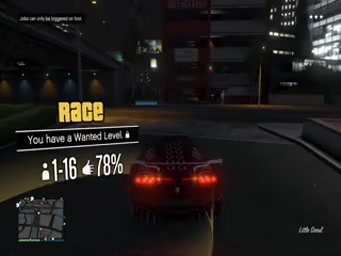 Jobs can only be triggered on foot.
Race
You have a Wanted Level.
1-16 78%
Little Seoul